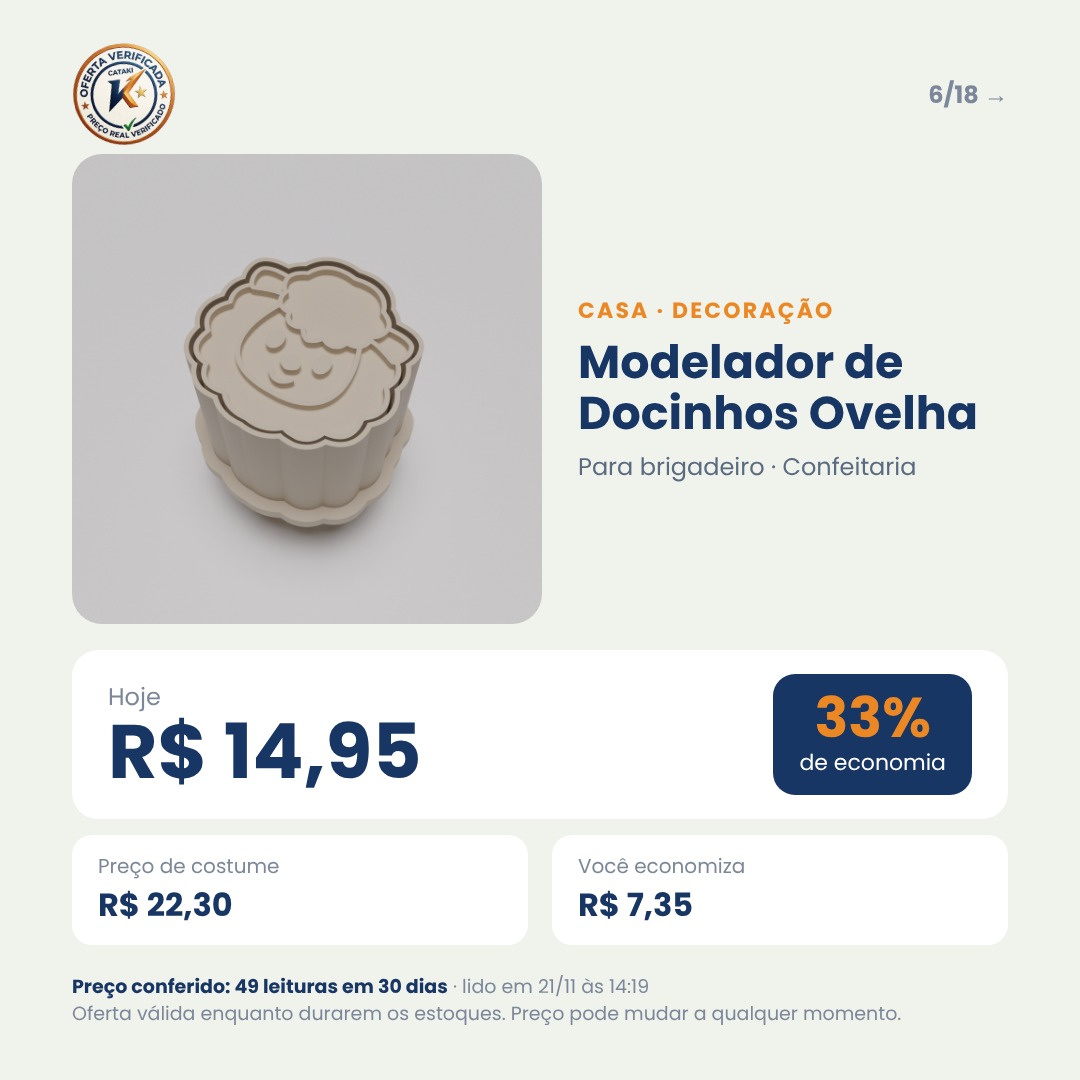 OFERTA VERIFICADA
CATAKI
K
PREÇO REAL VERIFICADO
6/18 →
CASA · DECORAÇÃO
Modelador de
Docinhos Ovelha
Para brigadeiro · Confeitaria
Hoje
R$ 14,95
33%
de economia
Preço de costume
R$ 22,30
Você economiza
R$ 7,35
Preço conferido: 49 leituras em 30 dias · lido em 21/11 às 14:19
Oferta válida enquanto durarem os estoques. Preço pode mudar a qualquer momento.